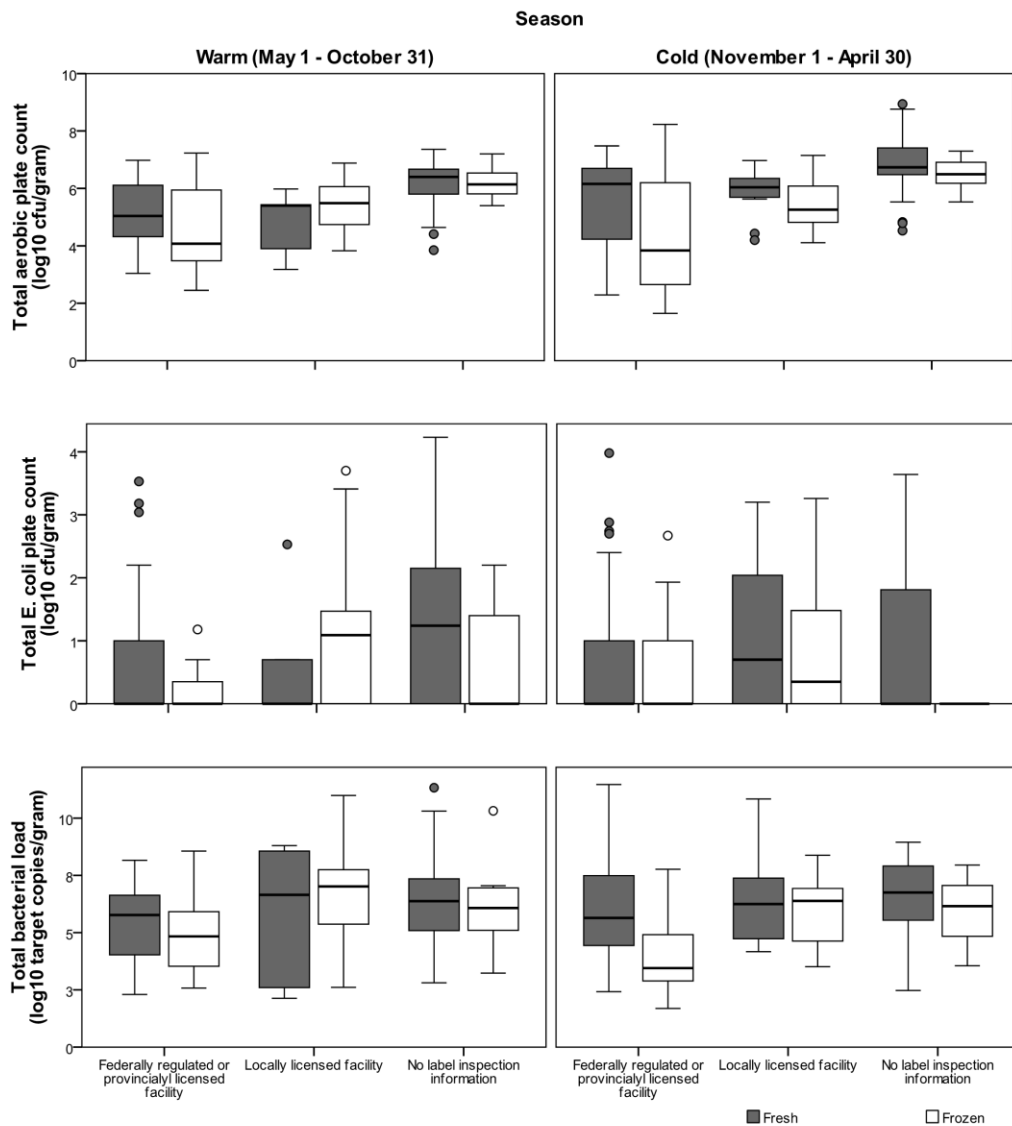 Season
Warm (May 1 - October 31)
Cold (November 1 - April 30)
Total aerobic plate count
(log10 cfu/gram)
10
8
6
4
2
0
Total E. coli plate count
(log10 cfu/gram)
4
3
2
1
0
Total bacterial load
(log10 target copies/gram)
10
8
5
3
0
Federally regulated or
provincialyl licensed
facility
Locally licensed facility
No label inspection
information
Federally regulated or
provincialyl licensed
facility
Locally licensed facility
No label inspection
information
Fresh
Frozen